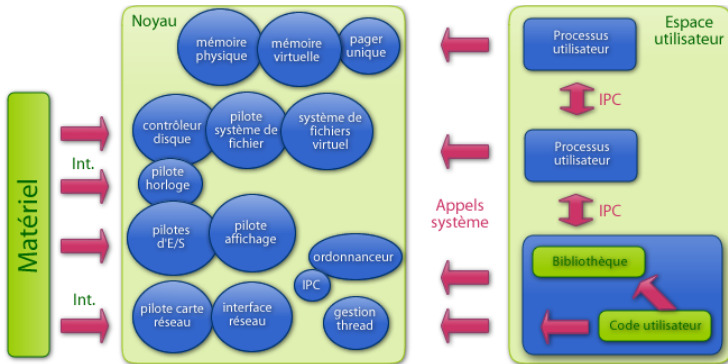 Noyau
Espace
utilisateur
mémoire
physique
mémoire
virtuelle
pager
unique
Processus
utilisateur
IPC
contrôleur
disque
pilote
système de
fichier
système de
fichiers
virtuel
Processus
utilisateur
Int.
pilote
horloge
Matériel
Appels
système
IPC
pilotes
d'E/S
pilote
affichage
ordonnanceur
Bibliothèque
IPC
Int.
pilote carte
réseau
interface
réseau
gestion
thread
Code utilisateur